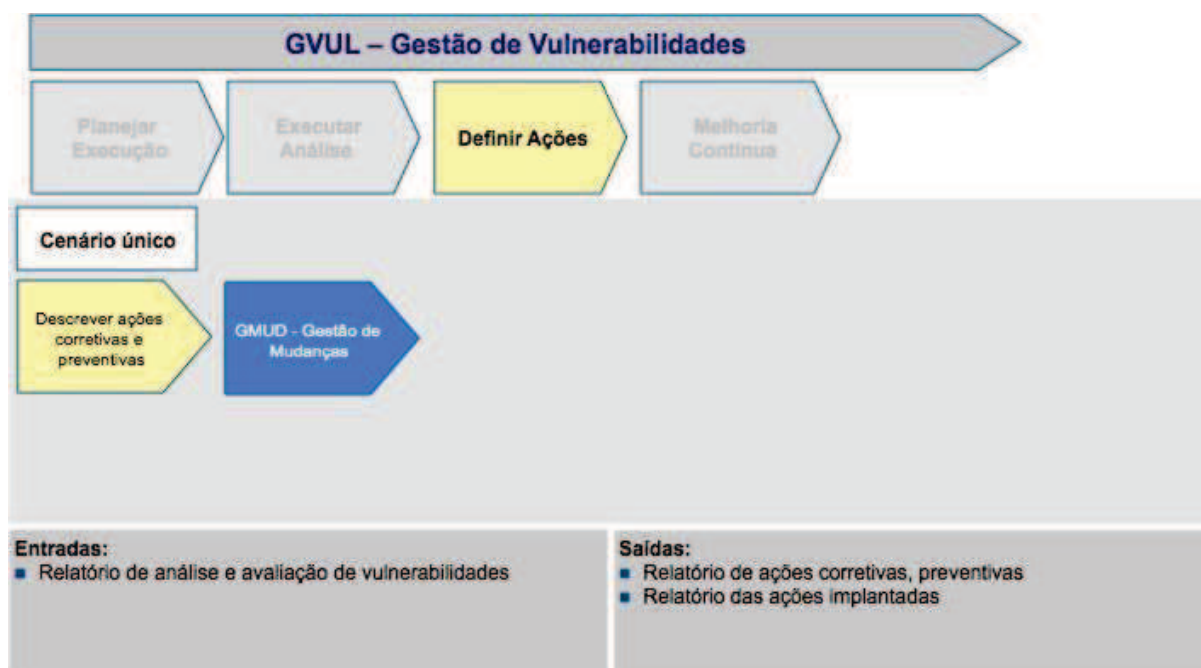 GVUL – Gestão de Vulnerabilidades
Planejar
Execução
Executar
Análise
Definir Ações
Melhoria
Contínua
Cenário único
Descrever ações
corretivas e
preventivas
GMUD - Gestão de
Mudanças
Entradas:
Relatório de análise e avaliação de vulnerabilidades
Saídas:
Relatório de ações corretivas, preventivas
Relatório das ações implantadas